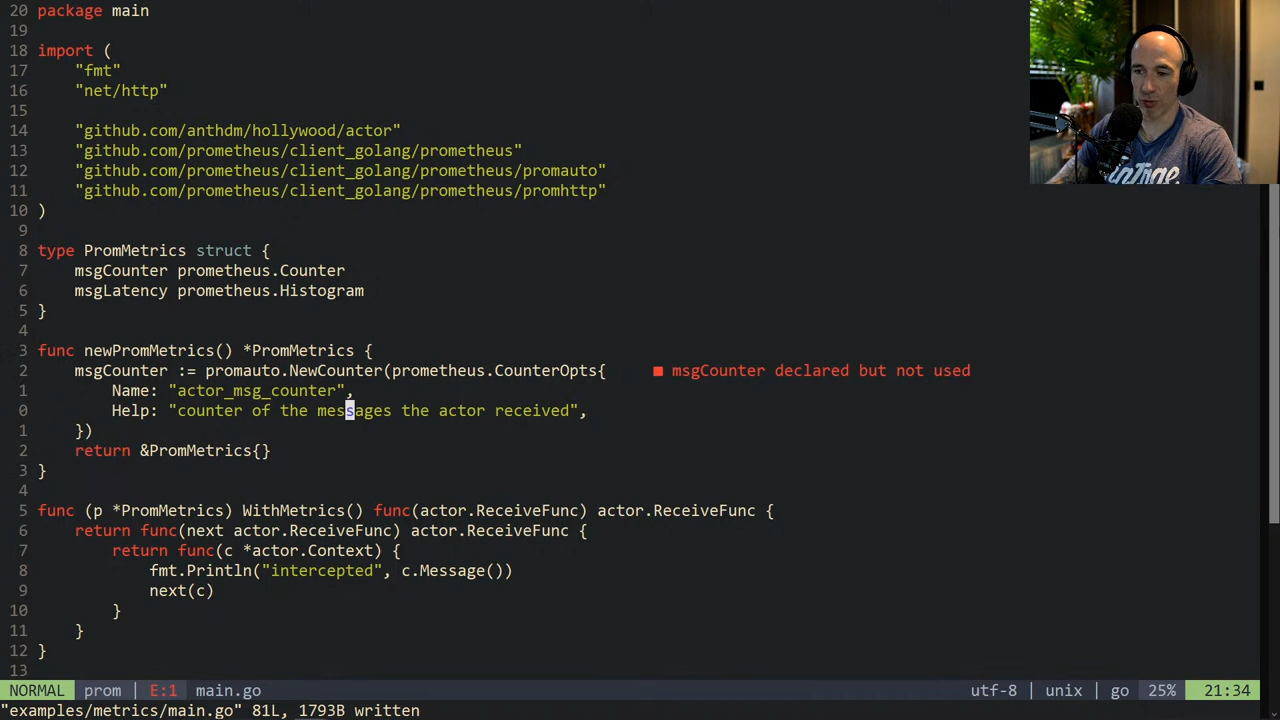 20 package main
19
18 import (
17 "fmt"
16 "net/http"
15
14 "github.com/anthdm/hollywood/actor"
13 "github.com/prometheus/client_golang/prometheus"
12 "github.com/prometheus/client_golang/prometheus/promauto"
11 "github.com/prometheus/client_golang/prometheus/promhttp"
10 )
9
8 type PromMetrics struct {
7 msgCounter prometheus.Counter
6 msgLatency prometheus.Histogram
5 }
4
3 func newPromMetrics() *PromMetrics {
2 msgCounter := promauto.NewCounter(prometheus.CounterOpts{ ■ msgCounter declared but not used
1 Name: "actor_msg_counter",
0 Help: "counter of the messages the actor received",
1 })
2 return &PromMetrics{}
3 }
4
5 func (p *PromMetrics) WithMetrics() func(actor.ReceiveFunc) actor.ReceiveFunc {
6 return func(next actor.ReceiveFunc) actor.ReceiveFunc {
7 return func(c *actor.Context) {
8 fmt.Println("intercepted", c.Message())
9 next(c)
10 }
11 }
12 }
13
NORMAL prom | E:1 main.go utf-8 | unix | go 25% 21:34
"examples/metrics/main.go" 81L, 1793B written